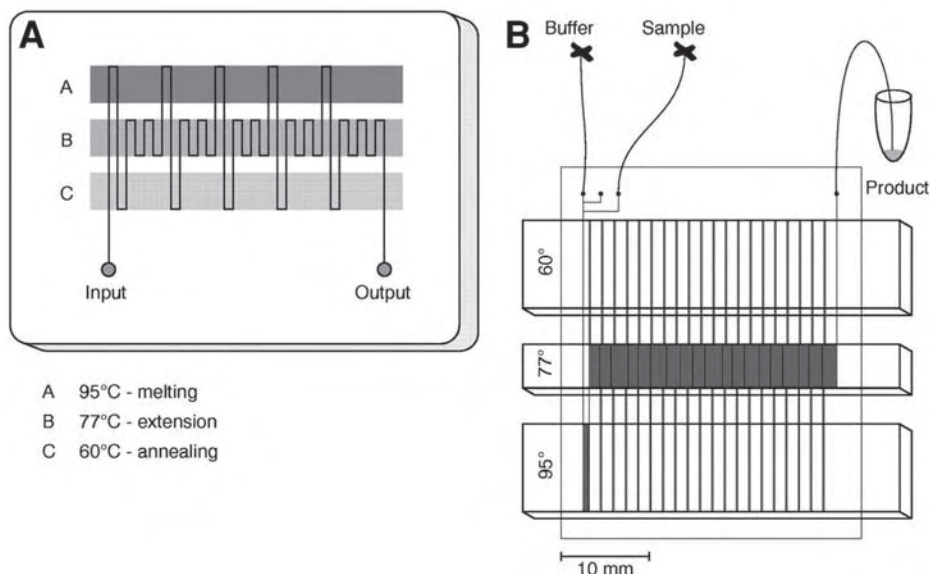 A
A
B
C
Input
Output
A 95°C - melting
B 77°C - extension
C 60°C - annealing
B
Buffer
Sample
Product
60°
77°
95°
10 mm